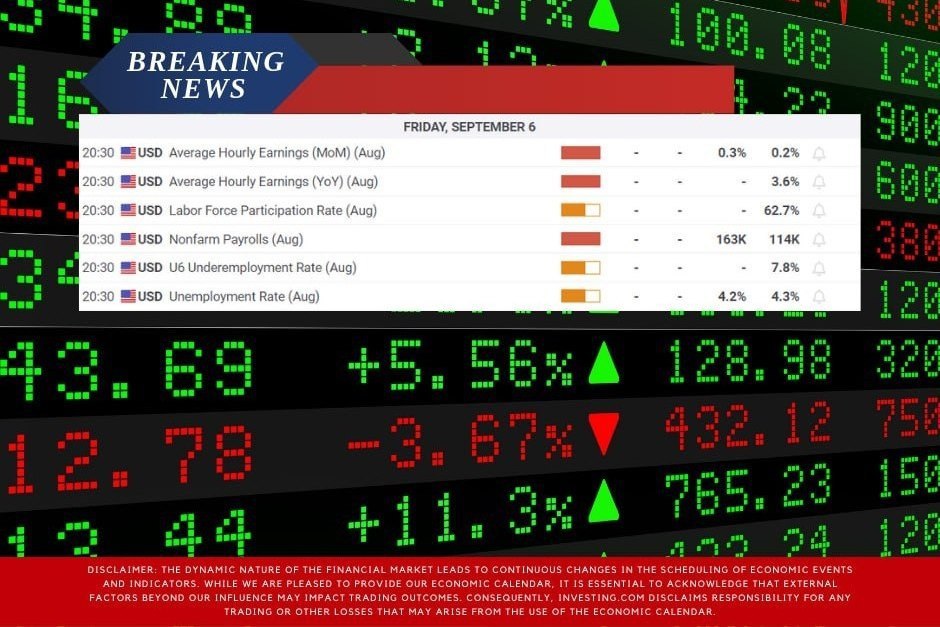 BREAKING
NEWS
FRIDAY, SEPTEMBER 6
20:30 USD Average Hourly Earnings (MoM) (Aug) - - 0.3% 0.2%
20:30 USD Average Hourly Earnings (YoY) (Aug) - - - 3.6%
20:30 USD Labor Force Participation Rate (Aug) - - - 62.7%
20:30 USD Nonfarm Payrolls (Aug) - - 163K 114K
20:30 USD U6 Underemployment Rate (Aug) - - - 7.8%
20:30 USD Unemployment Rate (Aug) - - 4.2% 4.3%
100.08 120
900
600
380
120
43.69 +5.56% 128.98 320
12.78 -3.67% 432.12 750
13.44 +11.3% 765.23 150
120
DISCLAIMER: THE DYNAMIC NATURE OF THE FINANCIAL MARKET LEADS TO CONTINUOUS CHANGES IN THE SCHEDULING OF ECONOMIC EVENTS
AND INDICATORS. WHILE WE ARE PLEASED TO PROVIDE OUR ECONOMIC CALENDAR, IT IS ESSENTIAL TO ACKNOWLEDGE THAT EXTERNAL
FACTORS BEYOND OUR INFLUENCE MAY IMPACT TRADING OUTCOMES. CONSEQUENTLY, INVESTING.COM DISCLAIMS RESPONSIBILITY FOR ANY
TRADING OR OTHER LOSSES THAT MAY ARISE FROM THE USE OF THE ECONOMIC CALENDAR.